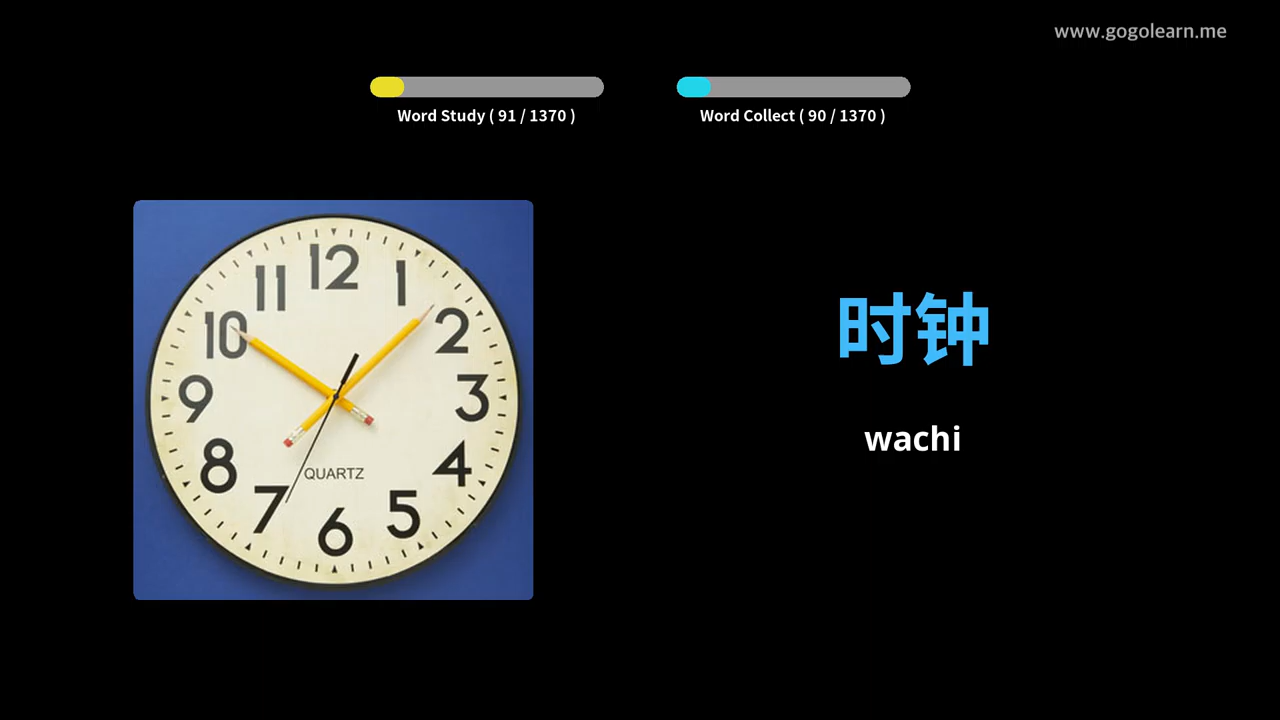 www.gogolearn.me
Word Study ( 91 / 1370 )
Word Collect ( 90 / 1370 )
12
11
1
10
2
9
3
8
4
QUARTZ
7
5
6
时钟
wachi